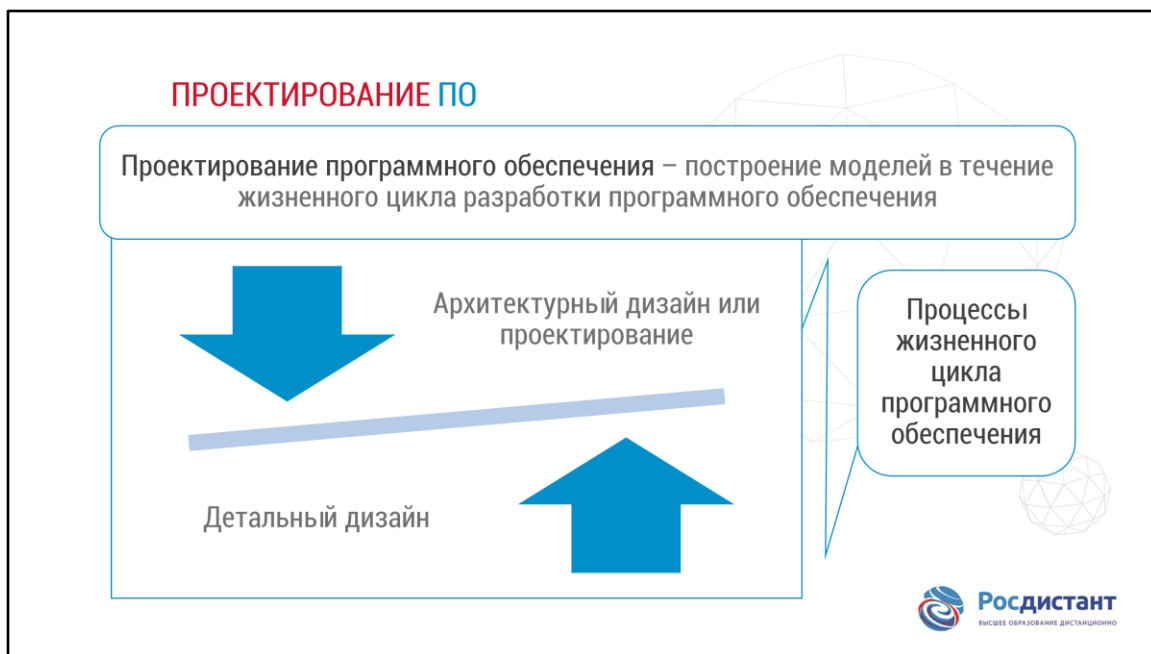 ПРОЕКТИРОВАНИЕ ПО
Проектирование программного обеспечения – построение моделей в течение
жизненного цикла разработки программного обеспечения
Архитектурный дизайн или
проектирование
Детальный дизайн
Процессы
жизненного
цикла
программного
обеспечения
Росдистант
ВЫСШЕЕ ОБРАЗОВАНИЕ ДИСТАНЦИОННО